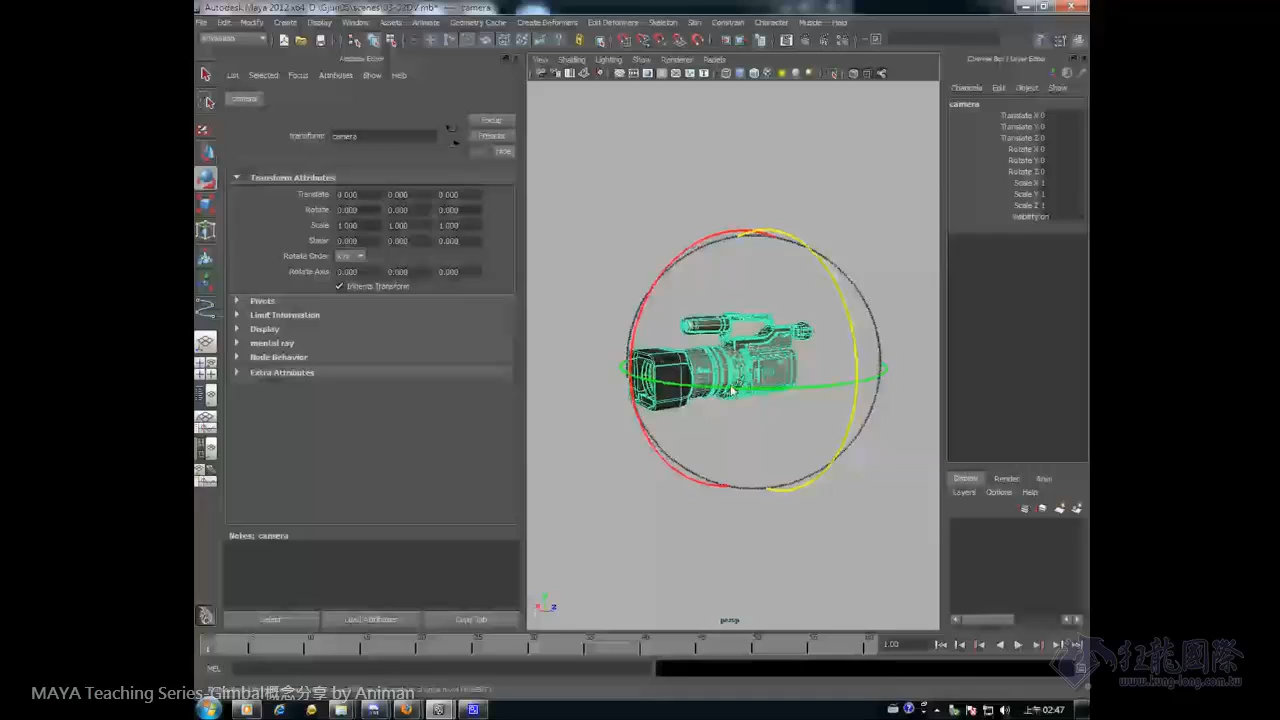 Autodesk Maya 2012 x64
camera
File Edit Modify Create Display Window Assets Animate Geometry Cache Create Deformers Edit Deformers Skeleton Skin Constrain Character Muscle Help
Attribute Editor
List Selected Focus Attributes Show Help
camera
transform: camera
Focus
Presets
Hide
Transform Attributes
Translate 0.000 0.000 0.000
Rotate 0.000 0.000 0.000
Scale 1.000 1.000 1.000
Shear 0.000 0.000 0.000
Rotate Order xyz
Rotate Axis 0.000 0.000 0.000
Inherits Transform
Pivots
Limit Information
Display
mental ray
Node Behavior
Extra Attributes
Notes: camera
Select Load Attributes Copy Tab
View Shading Lighting Show Renderer Panels
persp
Channel Box / Layer Editor
Channels Edit Object Show
camera
Translate X 0
Translate Y 0
Translate Z 0
Rotate X 0
Rotate Y 0
Rotate Z 0
Scale X 1
Scale Y 1
Scale Z 1
Visibility on
Display Render Anim
Layers Options Help
1.00
MEL
MAYA Teaching Series-Gimbal概念分享 by Animan
www.kung-long.com.tw
上午 02:47